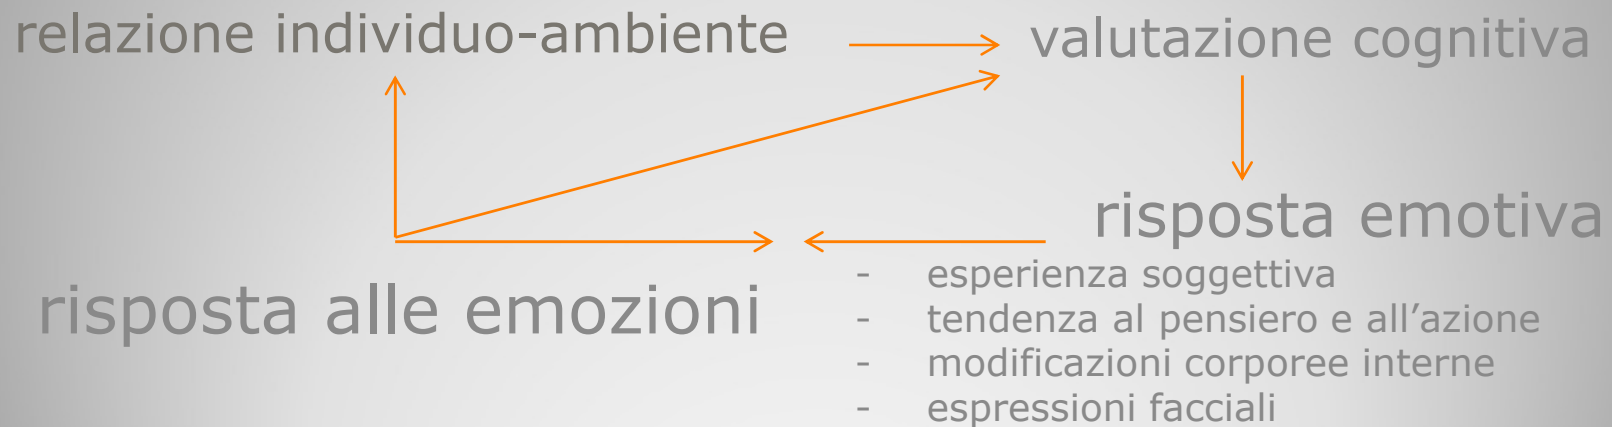 relazione individuo-ambiente
valutazione cognitiva
risposta emotiva
- esperienza soggettiva
- tendenza al pensiero e all’azione
- modificazioni corporee interne
- espressioni facciali
risposta alle emozioni